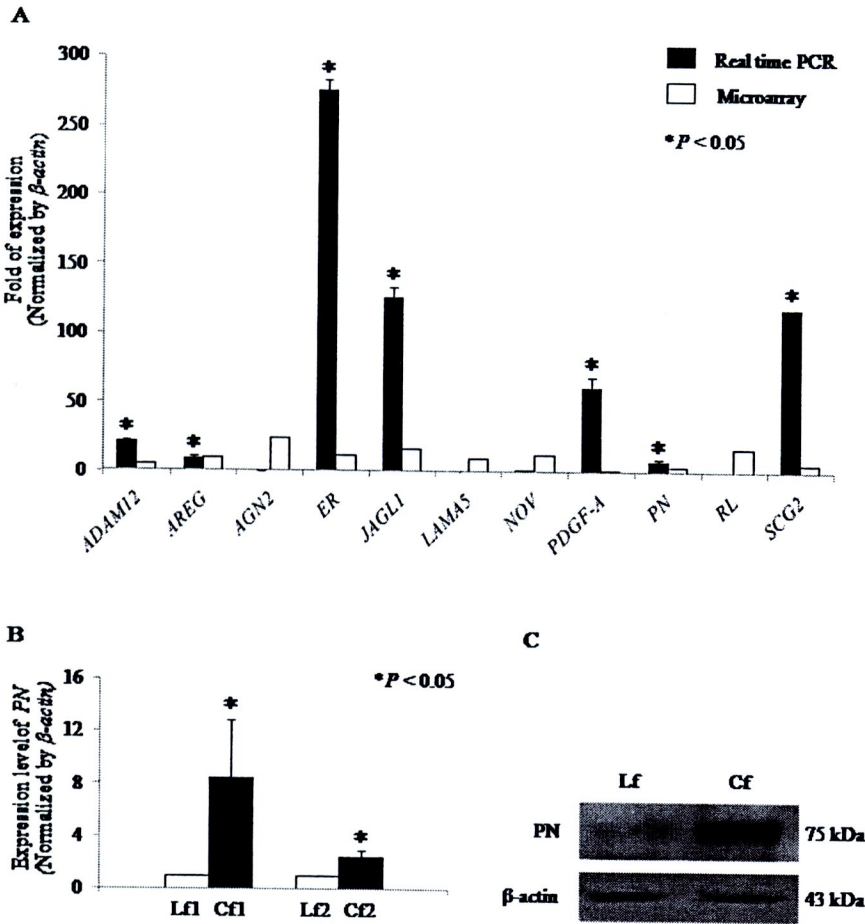 A
300
250
200
150
100
50
0
Fold of expression
(Normalized by β-actin)
Real time PCR
Microarray
*P < 0.05
* * * * * * *
ADAM12 AREG AGN2 ER JAGL1 LAMA5 NOV PDGF-A PN RL SCG2
B
16
12
8
4
0
Expression level of PN
(Normalized by β-actin)
*P < 0.05
* *
Lf1 Cf1 Lf2 Cf2
C
Lf Cf
PN 75 kDa
β-actin 43 kDa